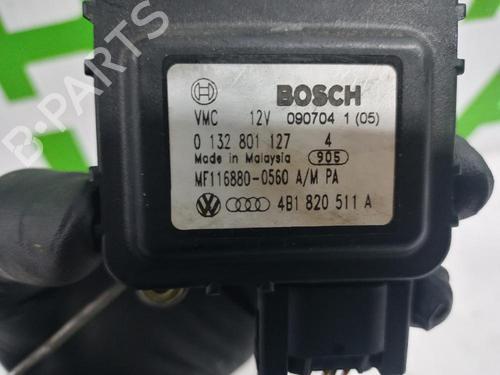 B-PARTS
BOSCH
VMC 12V 090704 1 (05)
0 132 801 127 4
Made in Malaysia 905
MF116880-0560 A/M PA
4B1 820 511 A